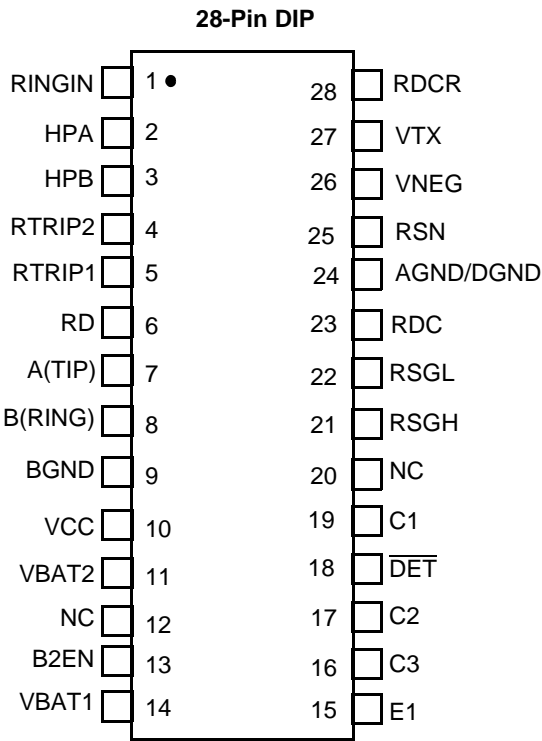 28-Pin DIP
RINGIN 1 28 RDCR
HPA 2 27 VTX
HPB 3 26 VNEG
RTRIP2 4 25 RSN
RTRIP1 5 24 AGND/DGND
RD 6 23 RDC
A(TIP) 7 22 RSGL
B(RING) 8 21 RSGH
BGND 9 20 NC
VCC 10 19 C1
VBAT2 11 18 D̅E̅T̅
NC 12 17 C2
B2EN 13 16 C3
VBAT1 14 15 E1